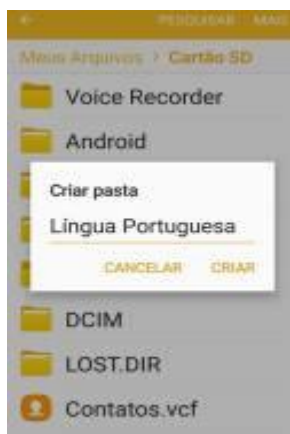 PESQUISAR MAIS
Meus Arquivos > Cartão SD
Voice Recorder
Android
Criar pasta
Língua Portuguesa
CANCELAR CRIAR
DCIM
LOST.DIR
Contatos.vcf